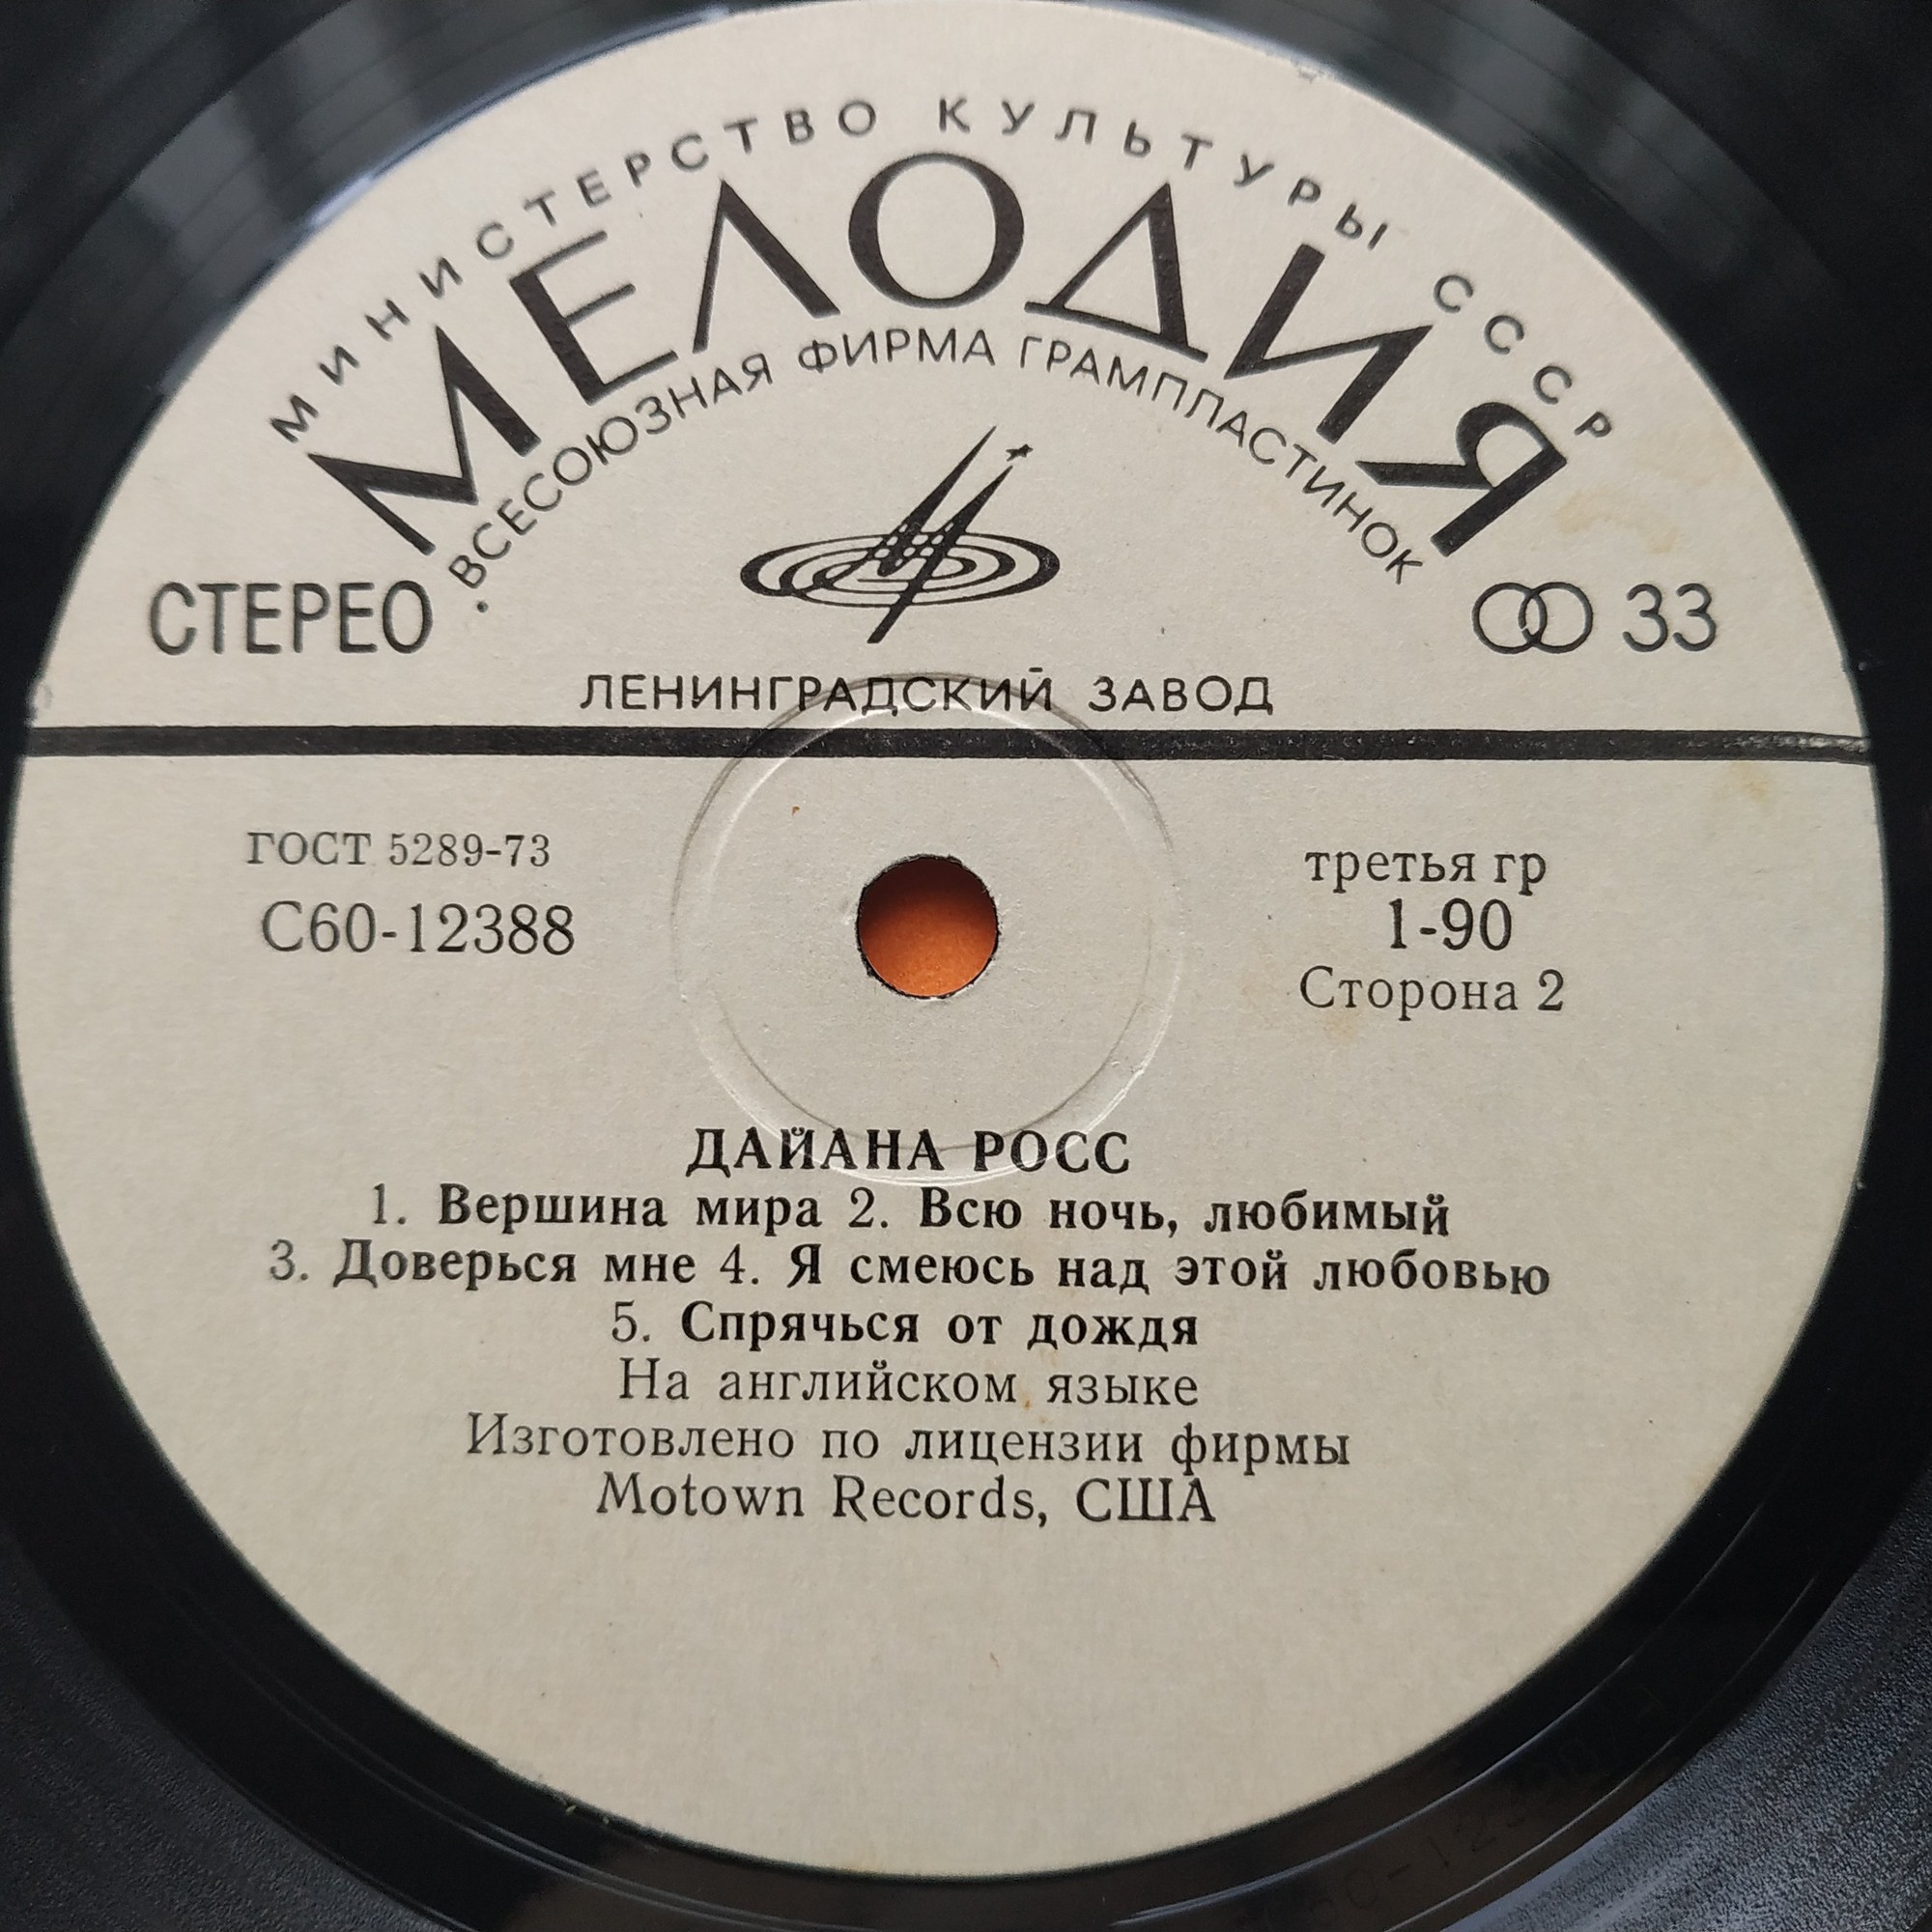 МИНИСТЕРСТВО КУЛЬТУРЫ СССР
МЕЛОДИЯ
ВСЕСОЮЗНАЯ ФИРМА ГРАМПЛАСТИНОК
СТЕРЕО
33
ЛЕНИНГРАДСКИЙ ЗАВОД
ГОСТ 5289-73
С60-12388
третья гр
1-90
Сторона 2
ДАЙАНА РОСС
1. Вершина мира 2. Всю ночь, любимый
3. Доверься мне 4. Я смеюсь над этой любовью
5. Спрячься от дождя
На английском языке
Изготовлено по лицензии фирмы
Motown Records, США